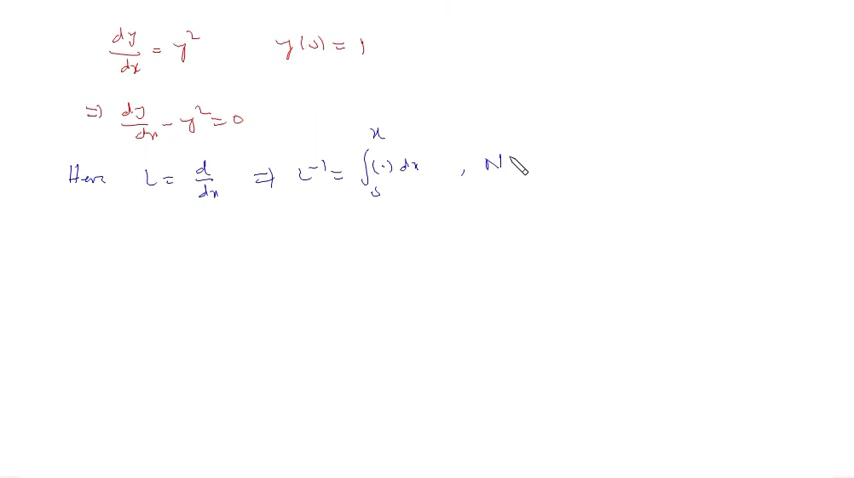 dy/dx = y² y(0) = 1
⇒ dy/dx - y² = 0
Here L = d/dx ⇒ L⁻¹ = ∫₀ˣ (·) dx , N